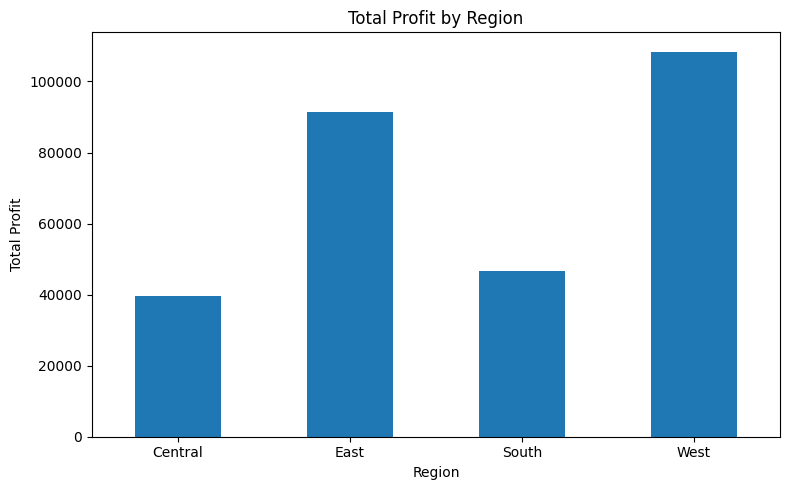 Total Profit by Region
Total Profit
100000
80000
60000
40000
20000
0
Central East South West
Region